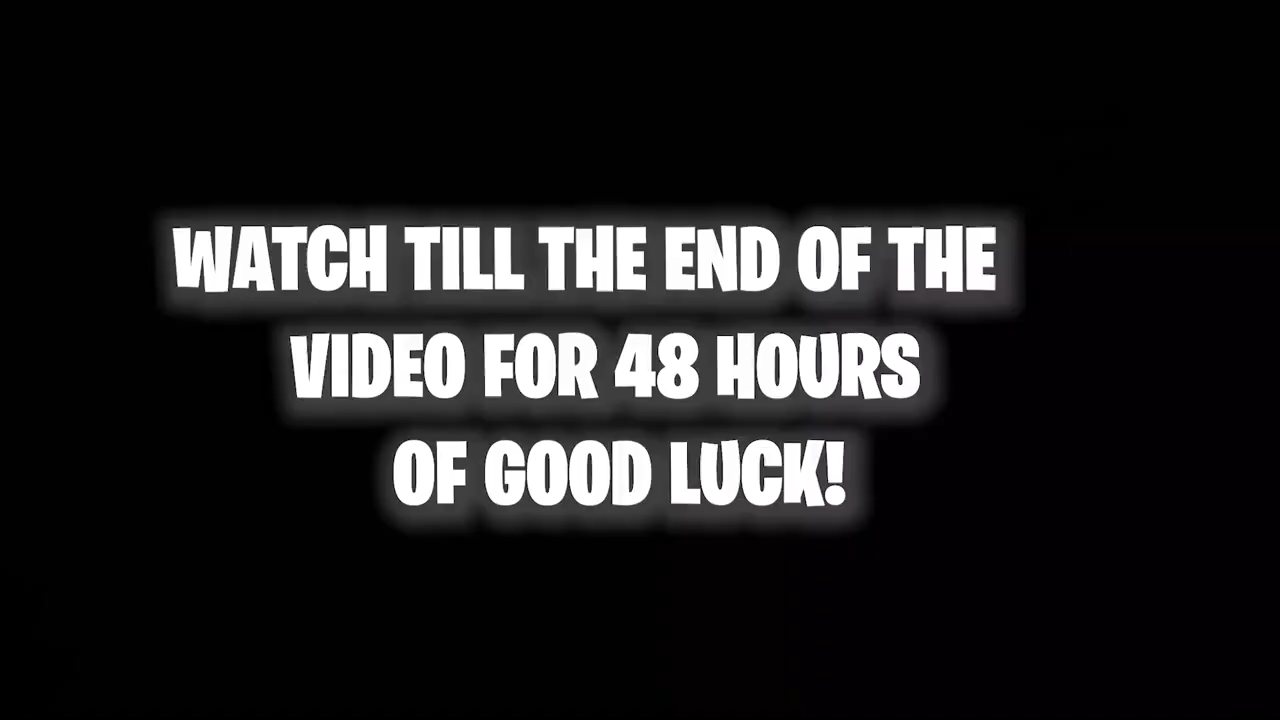 WATCH TILL THE END OF THE
VIDEO FOR 48 HOURS
OF GOOD LUCK!